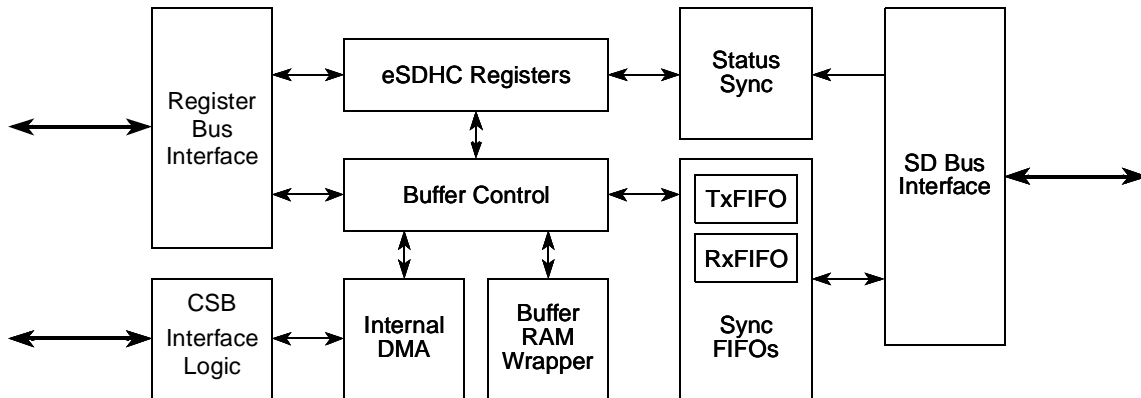 Register
Bus
Interface
eSDHC Registers
Status
Sync
SD Bus
Interface
Buffer Control
TxFIFO
RxFIFO
Sync
FIFOs
CSB
Interface
Logic
Internal
DMA
Buffer
RAM
Wrapper